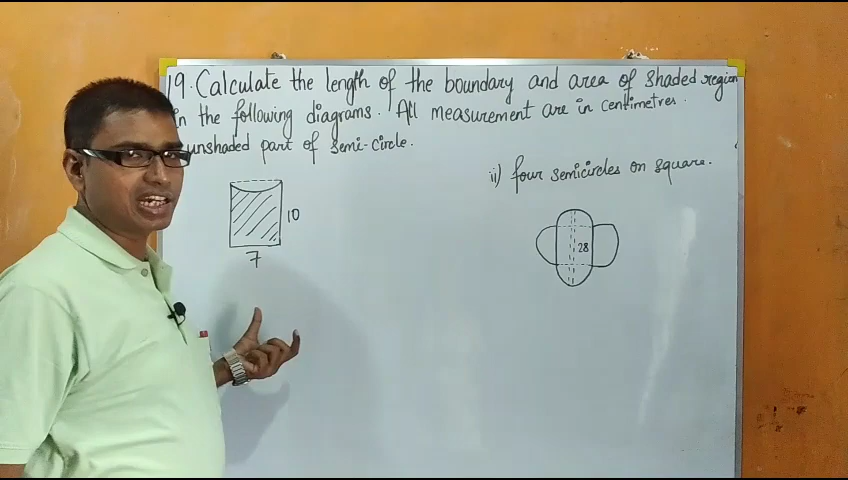 19. Calculate the length of the boundary and area of shaded region
in the following diagrams. All measurement are in centimetres.
unshaded part of semi-circle.
ii) four semicircles on square.
10
7
28